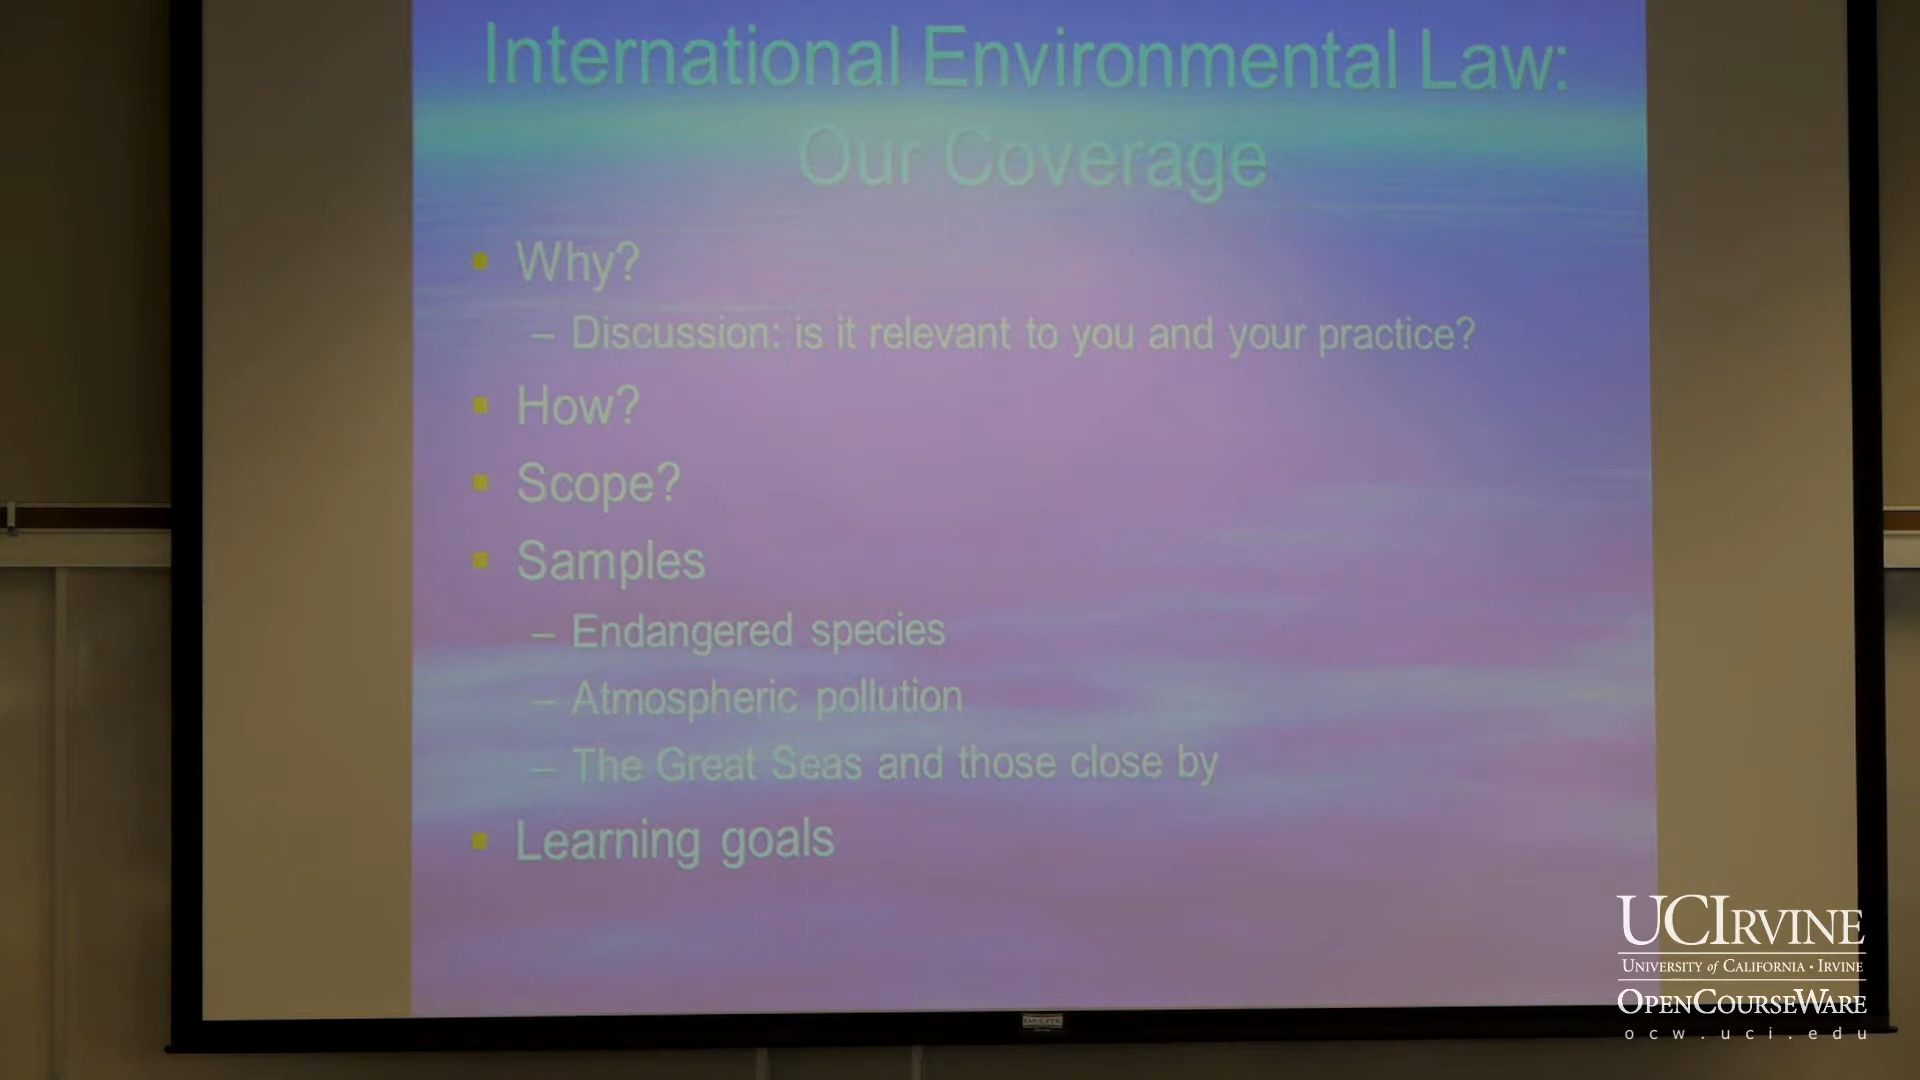 International Environmental Law:
Our Coverage
Why?
– Discussion: is it relevant to you and your practice?
How?
Scope?
Samples
– Endangered species
– Atmospheric pollution
– The Great Seas and those close by
Learning goals
UCIRVINE
UNIVERSITY of CALIFORNIA • IRVINE
OPENCOURSEWARE
ocw.uci.edu